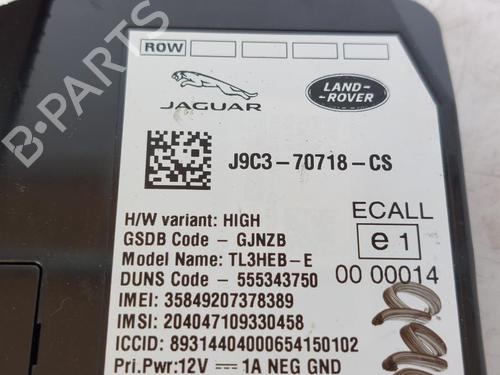 ROW
JAGUAR
LAND-
-ROVER
J9C3-70718-CS
H/W variant: HIGH
ECALL
GSDB Code - GJNZB
e1
Model Name: TL3HEB-E
DUNS Code - 555343750
00 00014
IMEI: 35849207378389
IMSI: 204047109330458
ICCID: 89314404000654150102
Pri.Pwr:12V 1A NEG GND